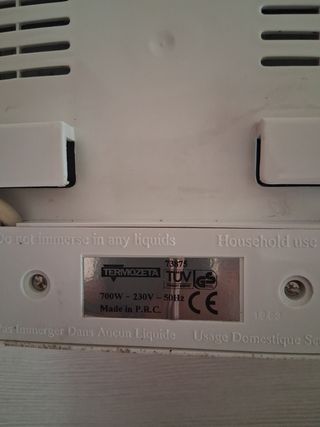 Do not immerse in any liquids Household use
73875
TERMOZETA TÜV GS
700W - 230V ~ 50Hz CE
Made in P.R.C.
Pas Immerger Dans Aucun Liquide Usage Domestique